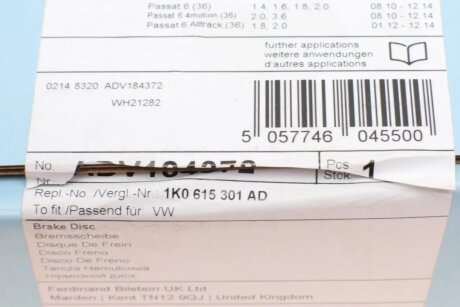 Passat 6 (36) 1.4, 1.6, 1.8, 2.0 08.10 - 12.14
Passat 6 4motion (36) 2.0, 3.6 08.10 - 12.14
Passat 6 Alltrack (36) 1.8, 2.0 01.12 - 12.14
further applications
weitere anwendungen
d'autres applications
0214 8320 ADV184372
WH21282
5 057746 045500
No ADV184372 Pcs 1
Nr. Stck
Repl.-No./Vergl.-Nr.: 1K0 615 301 AD
To fit/Passend für VW
Brake Disc
Bremsscheibe
Disque De Frein
Disco Freno
Disco De Freno
Tarcza Hamulcowa
тормозной диск
Ferdinand Bilstein UK Ltd
Marden | Kent TN12 9GJ | United Kingdom